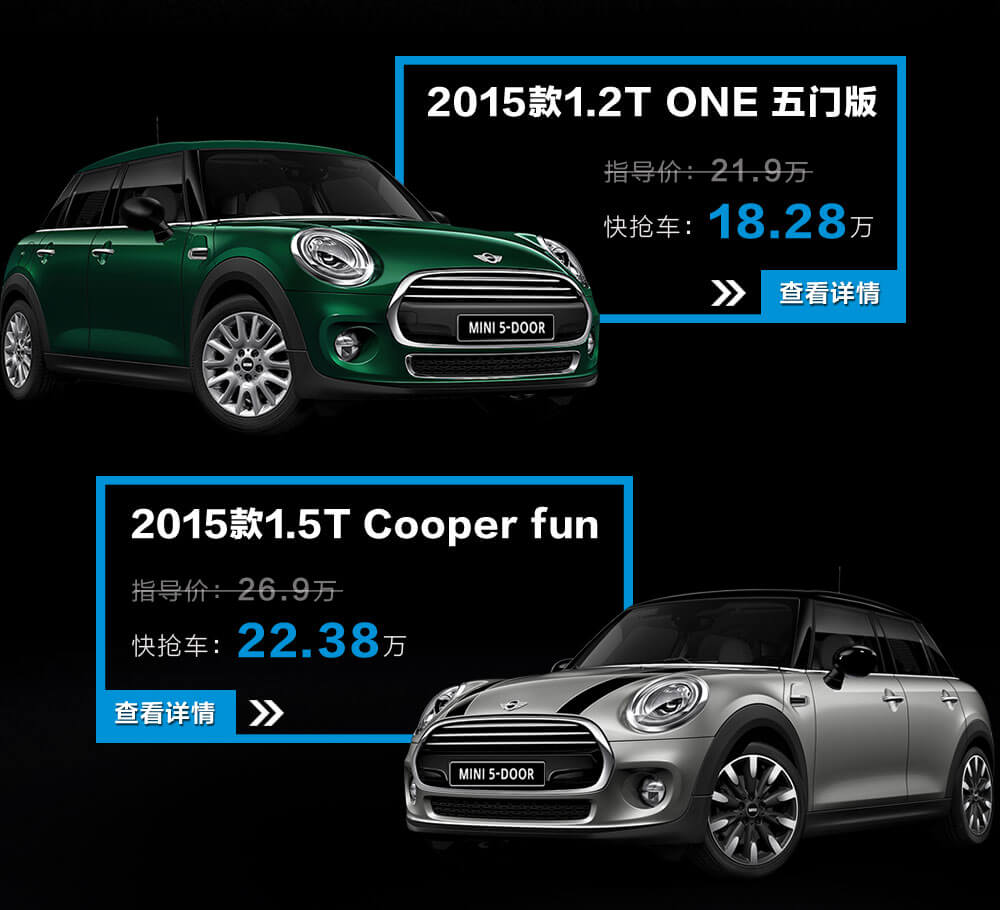 2015款1.2T ONE 五门版
指导价：21.9万
快抢车：18.28万
查看详情
MINI 5-DOOR
2015款1.5T Cooper fun
指导价：26.9万
快抢车：22.38万
查看详情
MINI 5-DOOR